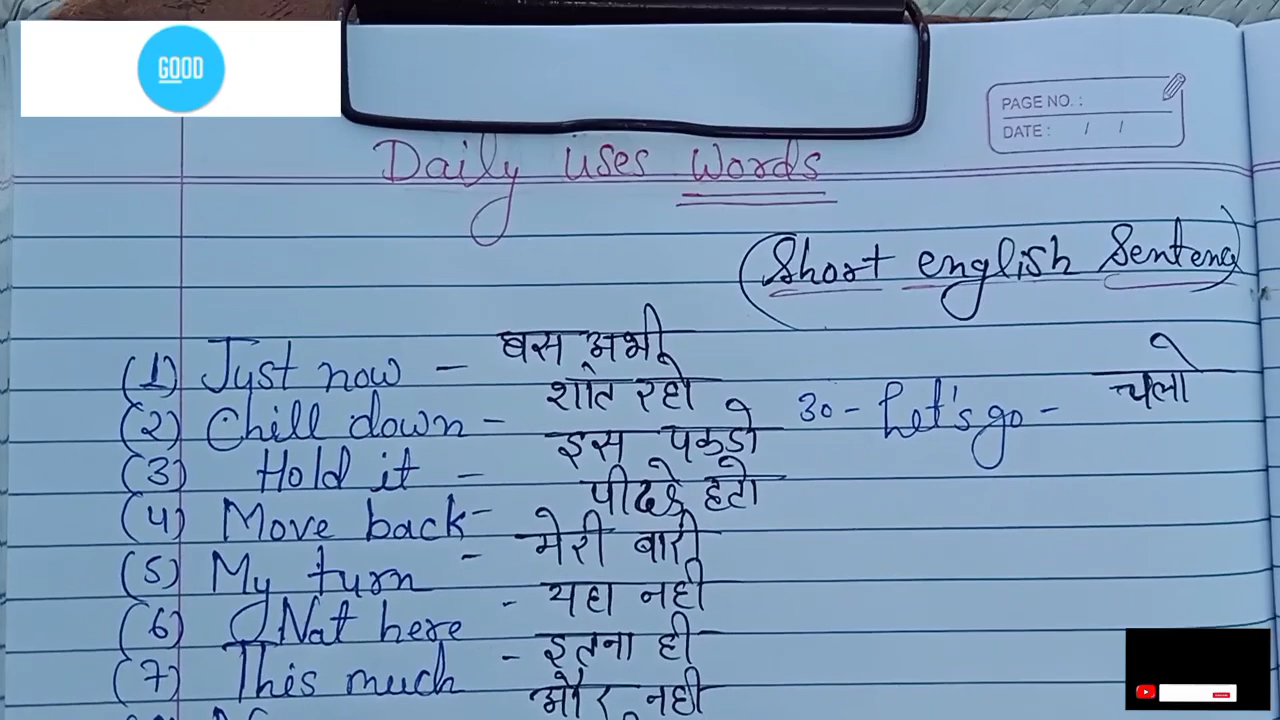 GOOD
PAGE NO. :
DATE : / /
Daily uses Words
(Short english Sentenc)
(1) Just now - बस अभी
(2) Chill down - शांत रहो
(3) Hold it - इस पकडो
(4) Move back - पीछे हटो
(5) My turn - मेरी बारी
(6) Nat here - यहा नही
(7) This much - इतना ही
और नही
30 - Let's go - चलो